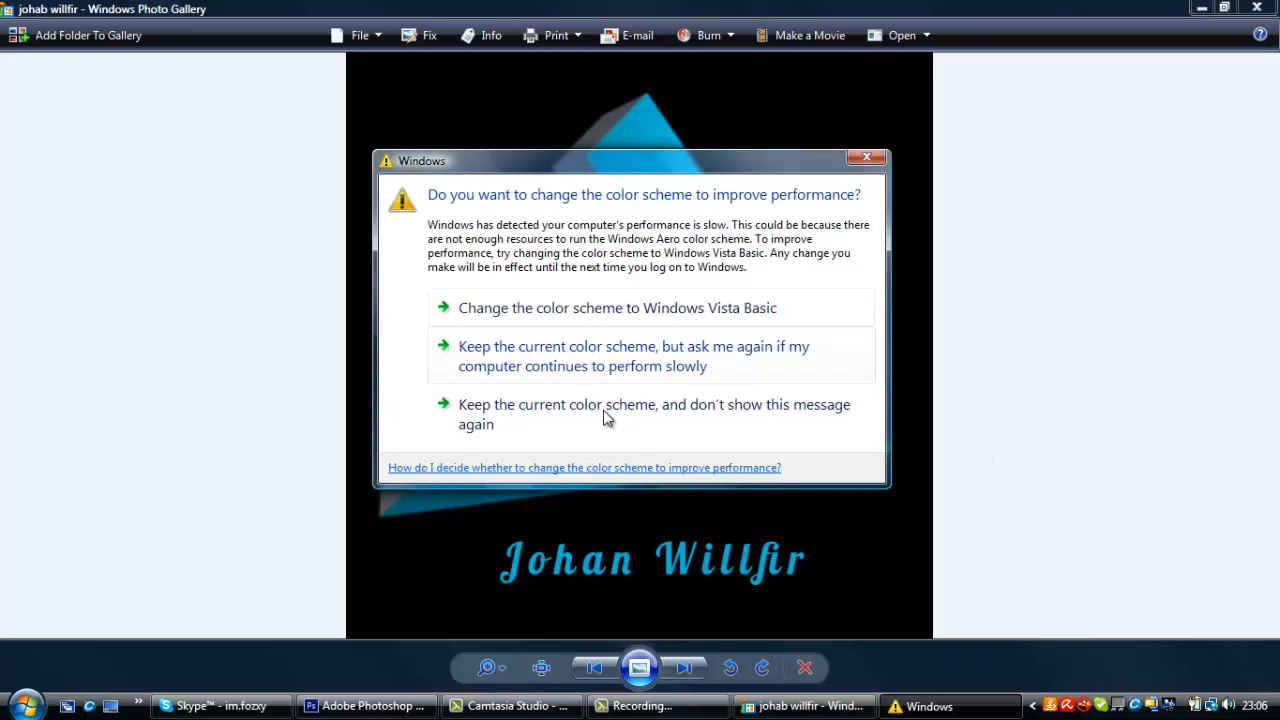 johab willfir - Windows Photo Gallery
Add Folder To Gallery
File
Fix
Info
Print
E-mail
Burn
Make a Movie
Open
Windows
Do you want to change the color scheme to improve performance?
Windows has detected your computer's performance is slow. This could be because there
are not enough resources to run the Windows Aero color scheme. To improve
performance, try changing the color scheme to Windows Vista Basic. Any change you
make will be in effect until the next time you log on to Windows.
Change the color scheme to Windows Vista Basic
Keep the current color scheme, but ask me again if my
computer continues to perform slowly
Keep the current color scheme, and don't show this message
again
How do I decide whether to change the color scheme to improve performance?
Johan Willfir
Skype™ - im.fozxy
Adobe Photoshop ...
Camtasia Studio - ...
Recording...
johab willfir - Wind...
Windows
23:06